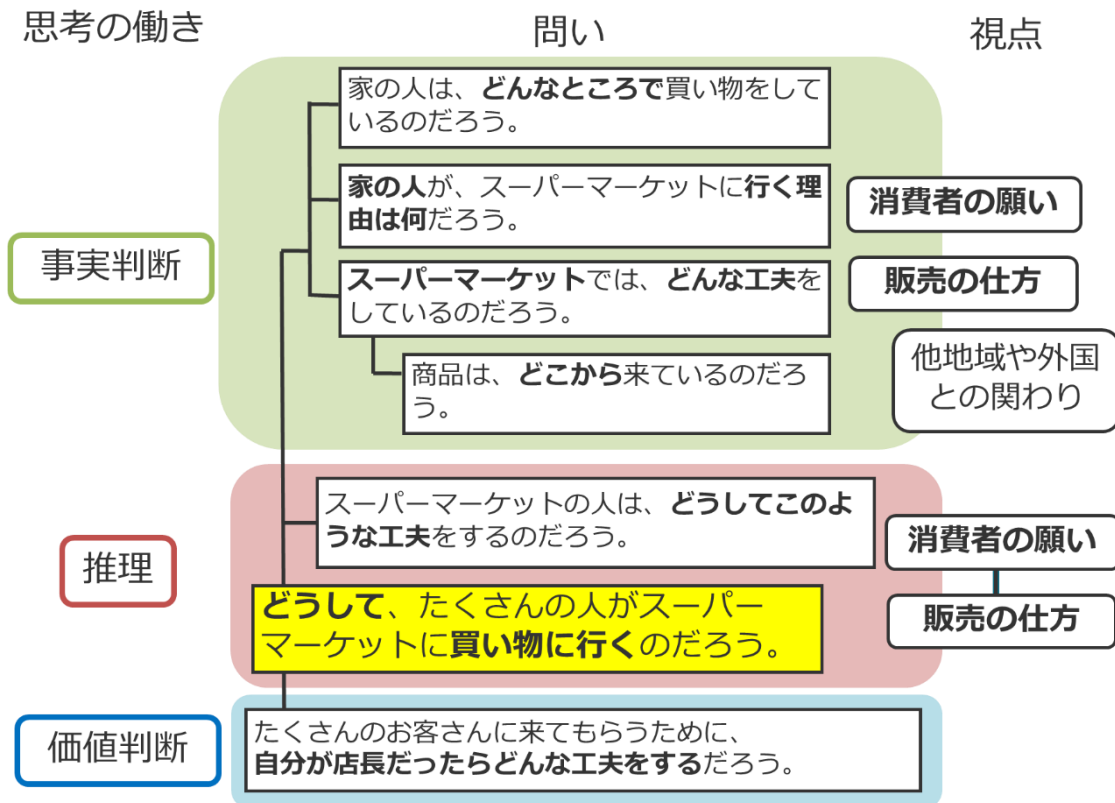 思考の働き
問い
視点
家の人は、どんなところで買い物をして
いるのだろう。
家の人が、スーパーマーケットに行く理
由は何だろう。
消費者の願い
事実判断
スーパーマーケットでは、どんな工夫を
しているのだろう。
販売の仕方
商品は、どこから来ているのだろ
う。
他地域や外国
との関わり
スーパーマーケットの人は、どうしてこのよ
うな工夫をするのだろう。
消費者の願い
推理
どうして、たくさんの人がスーパー
マーケットに買い物に行くのだろう。
販売の仕方
価値判断
たくさんのお客さんに来てもらうために、
自分が店長だったらどんな工夫をするだろう。